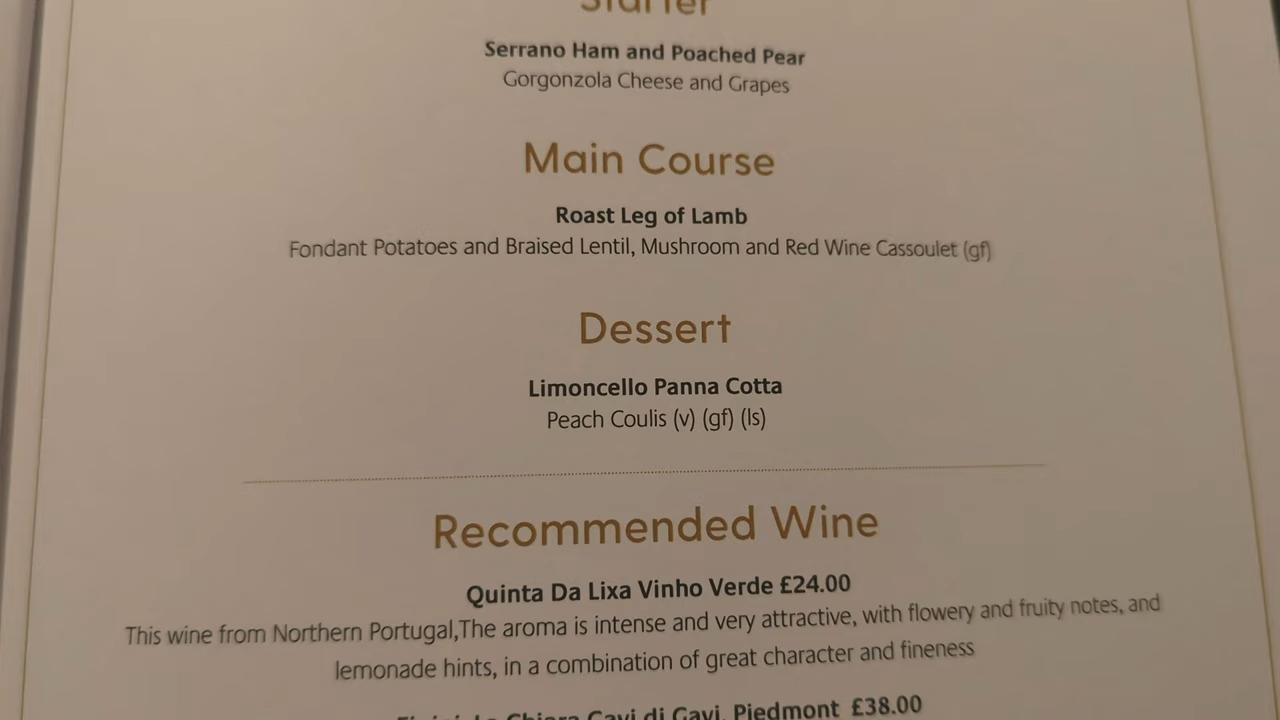 Starter
Serrano Ham and Poached Pear
Gorgonzola Cheese and Grapes
Main Course
Roast Leg of Lamb
Fondant Potatoes and Braised Lentil, Mushroom and Red Wine Cassoulet (gf)
Dessert
Limoncello Panna Cotta
Peach Coulis (v) (gf) (ls)
Recommended Wine
Quinta Da Lixa Vinho Verde £24.00
This wine from Northern Portugal,The aroma is intense and very attractive, with flowery and fruity notes, and
lemonade hints, in a combination of great character and fineness
Chiara Gavi di Gavi, Piedmont £38.00